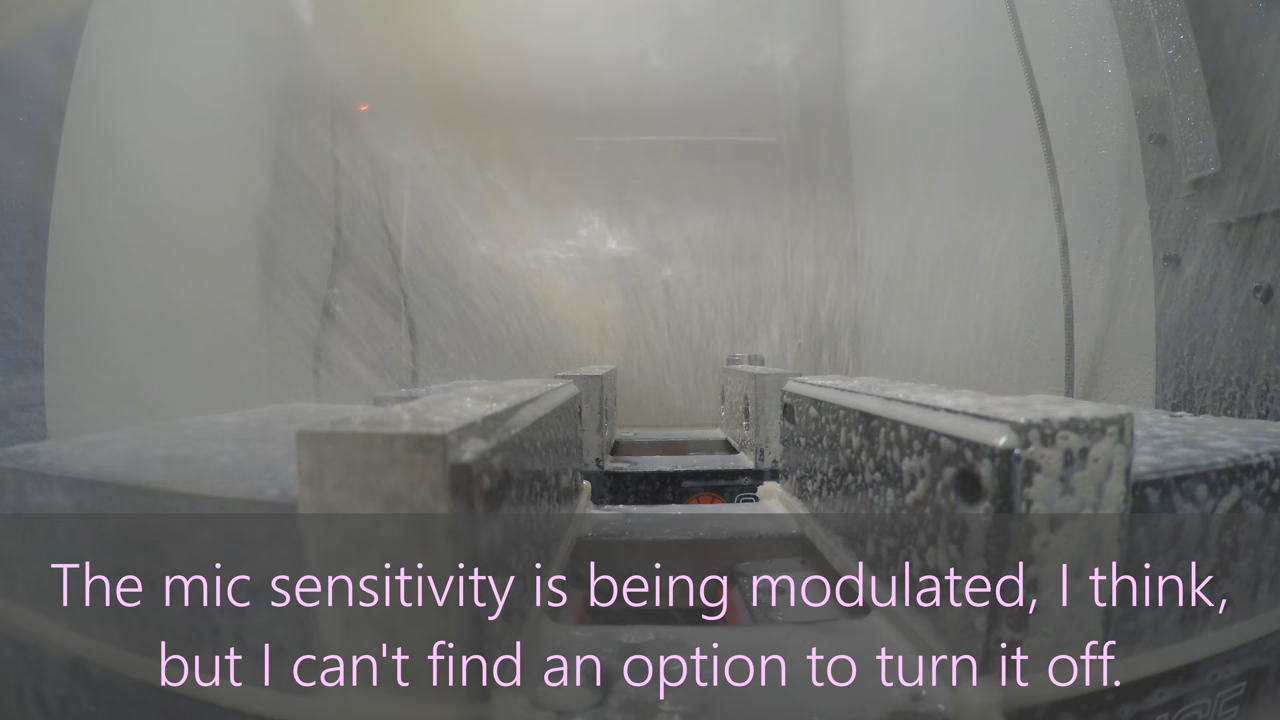 The mic sensitivity is being modulated, I think,
but I can't find an option to turn it off.